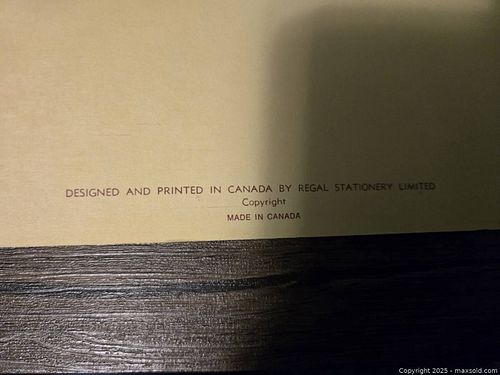 DESIGNED AND PRINTED IN CANADA BY REGAL STATIONERY LIMITED
Copyright
MADE IN CANADA
Copyright 2025 - maxsold.com